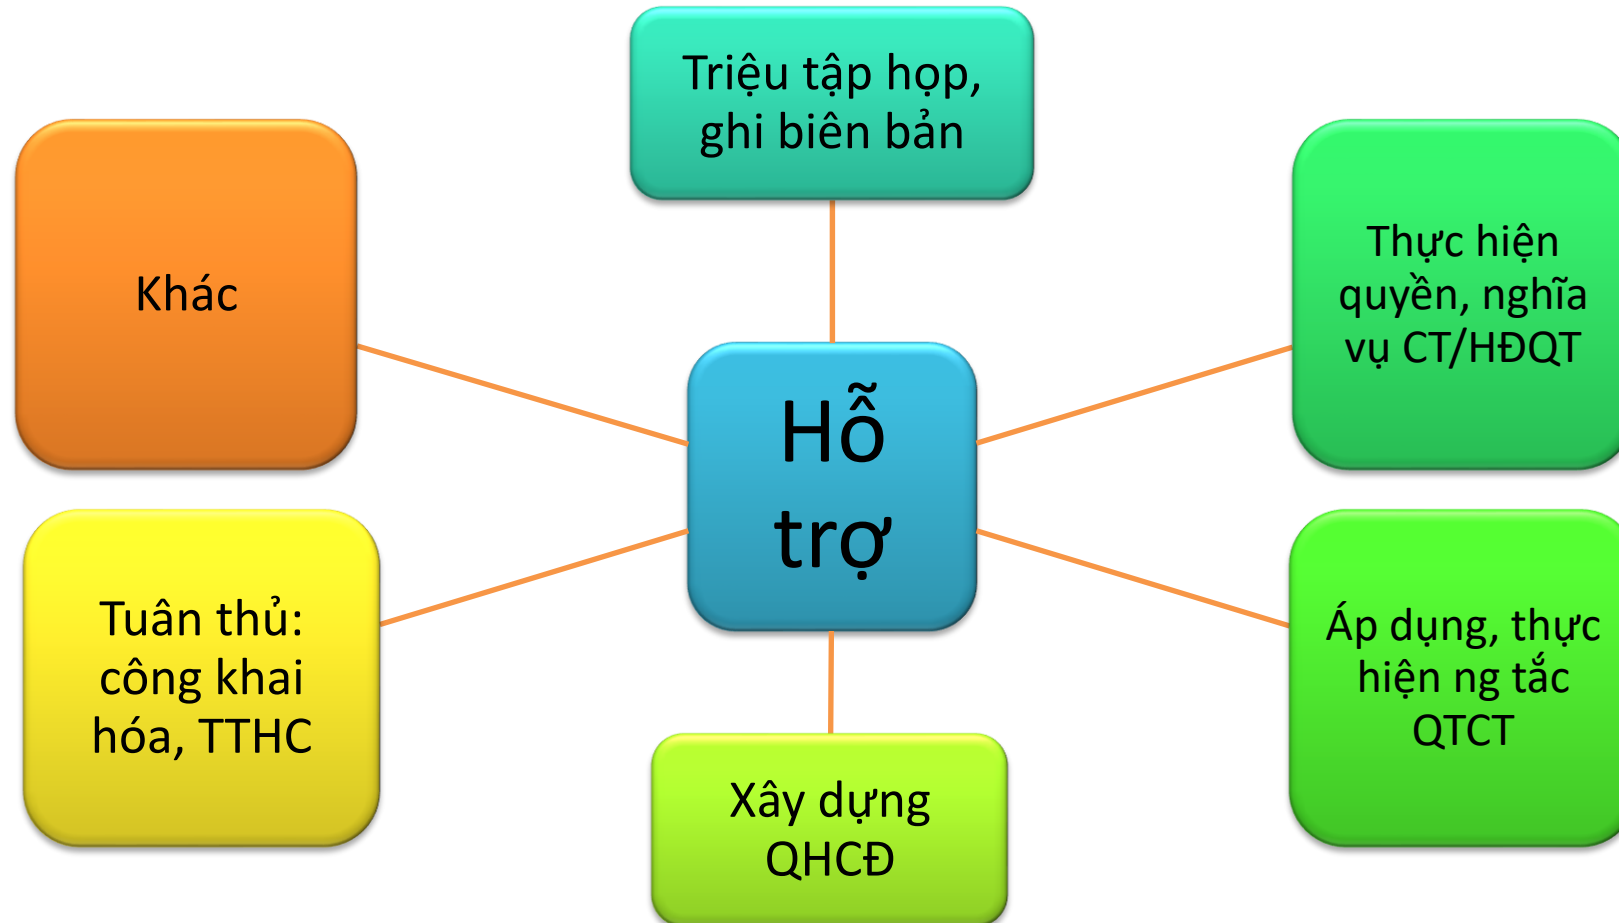 Triệu tập họp,
ghi biên bản
Khác
Thực hiện
quyền, nghĩa
vụ CT/HĐQT
Hỗ
trợ
Tuân thủ:
công khai
hóa, TTHC
Áp dụng, thực
hiện ng tắc
QTCT
Xây dựng
QHCĐ